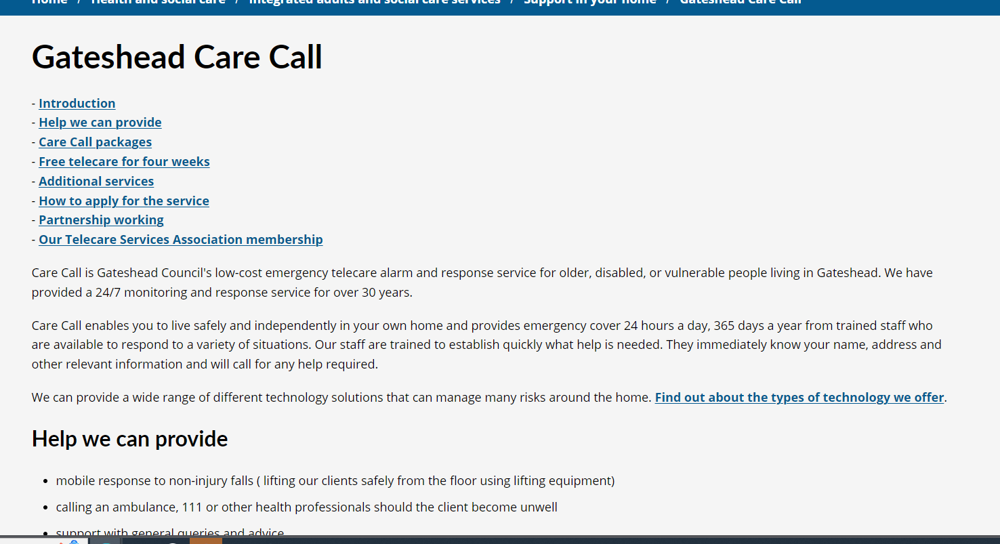 Home / Health and social care / Integrated adults and social care services / Support in your home / Gateshead Care Call
Gateshead Care Call
- Introduction
- Help we can provide
- Care Call packages
- Free telecare for four weeks
- Additional services
- How to apply for the service
- Partnership working
- Our Telecare Services Association membership
Care Call is Gateshead Council's low-cost emergency telecare alarm and response service for older, disabled, or vulnerable people living in Gateshead. We have
provided a 24/7 monitoring and response service for over 30 years.
Care Call enables you to live safely and independently in your own home and provides emergency cover 24 hours a day, 365 days a year from trained staff who
are available to respond to a variety of situations. Our staff are trained to establish quickly what help is needed. They immediately know your name, address and
other relevant information and will call for any help required.
We can provide a wide range of different technology solutions that can manage many risks around the home. Find out about the types of technology we offer.
Help we can provide
• mobile response to non-injury falls ( lifting our clients safely from the floor using lifting equipment)
• calling an ambulance, 111 or other health professionals should the client become unwell
• support with general queries and advice